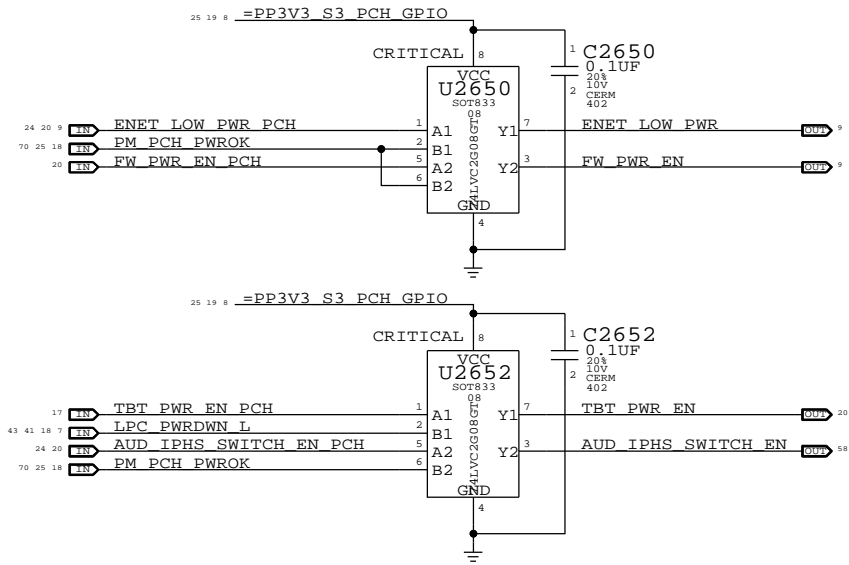 25 19 8 =PP3V3_S3_PCH_GPIO
CRITICAL 8
1 C2650
0.1UF
20%
10V
2 CERM
402
VCC
U2650
SOT833
08
74LVC2G08GT
24 20 9 IN ENET_LOW_PWR_PCH 1 A1 Y1 7 ENET_LOW_PWR OUT 9
70 25 18 IN PM_PCH_PWROK 2 B1
20 IN FW_PWR_EN_PCH 5 A2 Y2 3 FW_PWR_EN OUT 9
6 B2
GND
4
25 19 8 =PP3V3_S3_PCH_GPIO
CRITICAL 8
1 C2652
0.1UF
20%
10V
2 CERM
402
VCC
U2652
SOT833
08
74LVC2G08GT
17 IN TBT_PWR_EN_PCH 1 A1 Y1 7 TBT_PWR_EN OUT 20
43 41 18 7 IN LPC_PWRDWN_L 2 B1
24 20 IN AUD_IPHS_SWITCH_EN_PCH 5 A2 Y2 3 AUD_IPHS_SWITCH_EN OUT 58
70 25 18 IN PM_PCH_PWROK 6 B2
GND
4